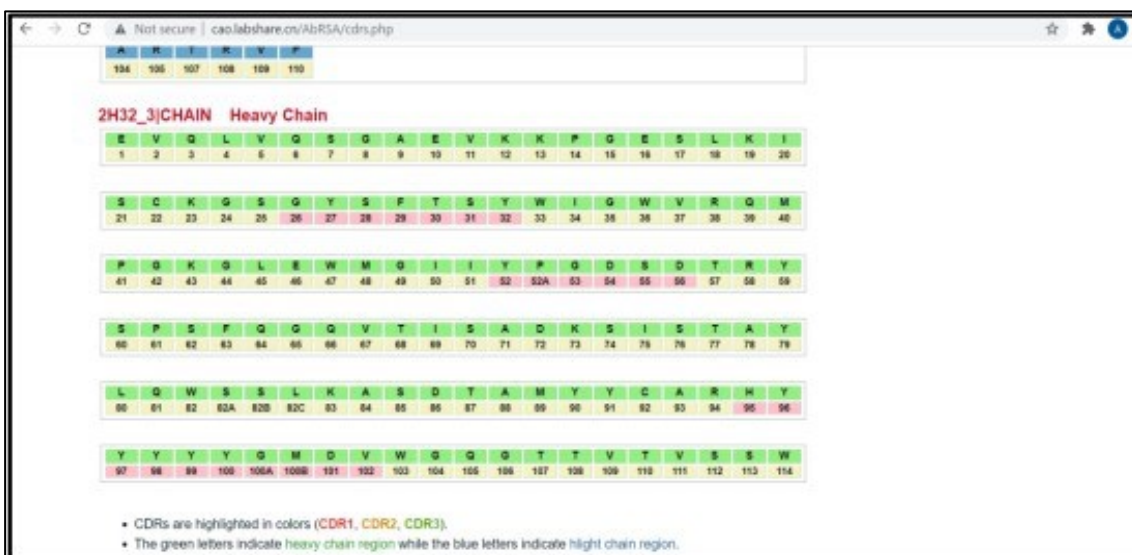 Not secure | cao.labshare.cn/AbRSA/cdrs.php
A R T R V P
104 105 107 108 109 110
2H32_3|CHAIN Heavy Chain
E V Q L V Q S G A E V K K P G E S L K I
1 2 3 4 5 6 7 8 9 10 11 12 13 14 15 16 17 18 19 20
S C K G S G Y S F T S Y W I G W V R Q M
21 22 23 24 25 26 27 28 29 30 31 32 33 34 35 36 37 38 39 40
P G K G L E W M G I I Y P G D S D T R Y
41 42 43 44 45 46 47 48 49 50 51 52 52A 53 54 55 56 57 58 59
S P S F Q G Q V T I S A D K S I S T A Y
60 61 62 63 64 65 66 67 68 69 70 71 72 73 74 75 76 77 78 79
L Q W S S L K A S D T A M Y Y C A R H Y
80 81 82 82A 82B 82C 83 84 85 86 87 88 89 90 91 92 93 94 95 96
Y Y Y Y G M D V W G Q G T T V T V S S W
97 98 99 100 100A 100B 101 102 103 104 105 106 107 108 109 110 111 112 113 114
• CDRs are highlighted in colors (CDR1, CDR2, CDR3).
• The green letters indicate heavy chain region while the blue letters indicate hlight chain region.